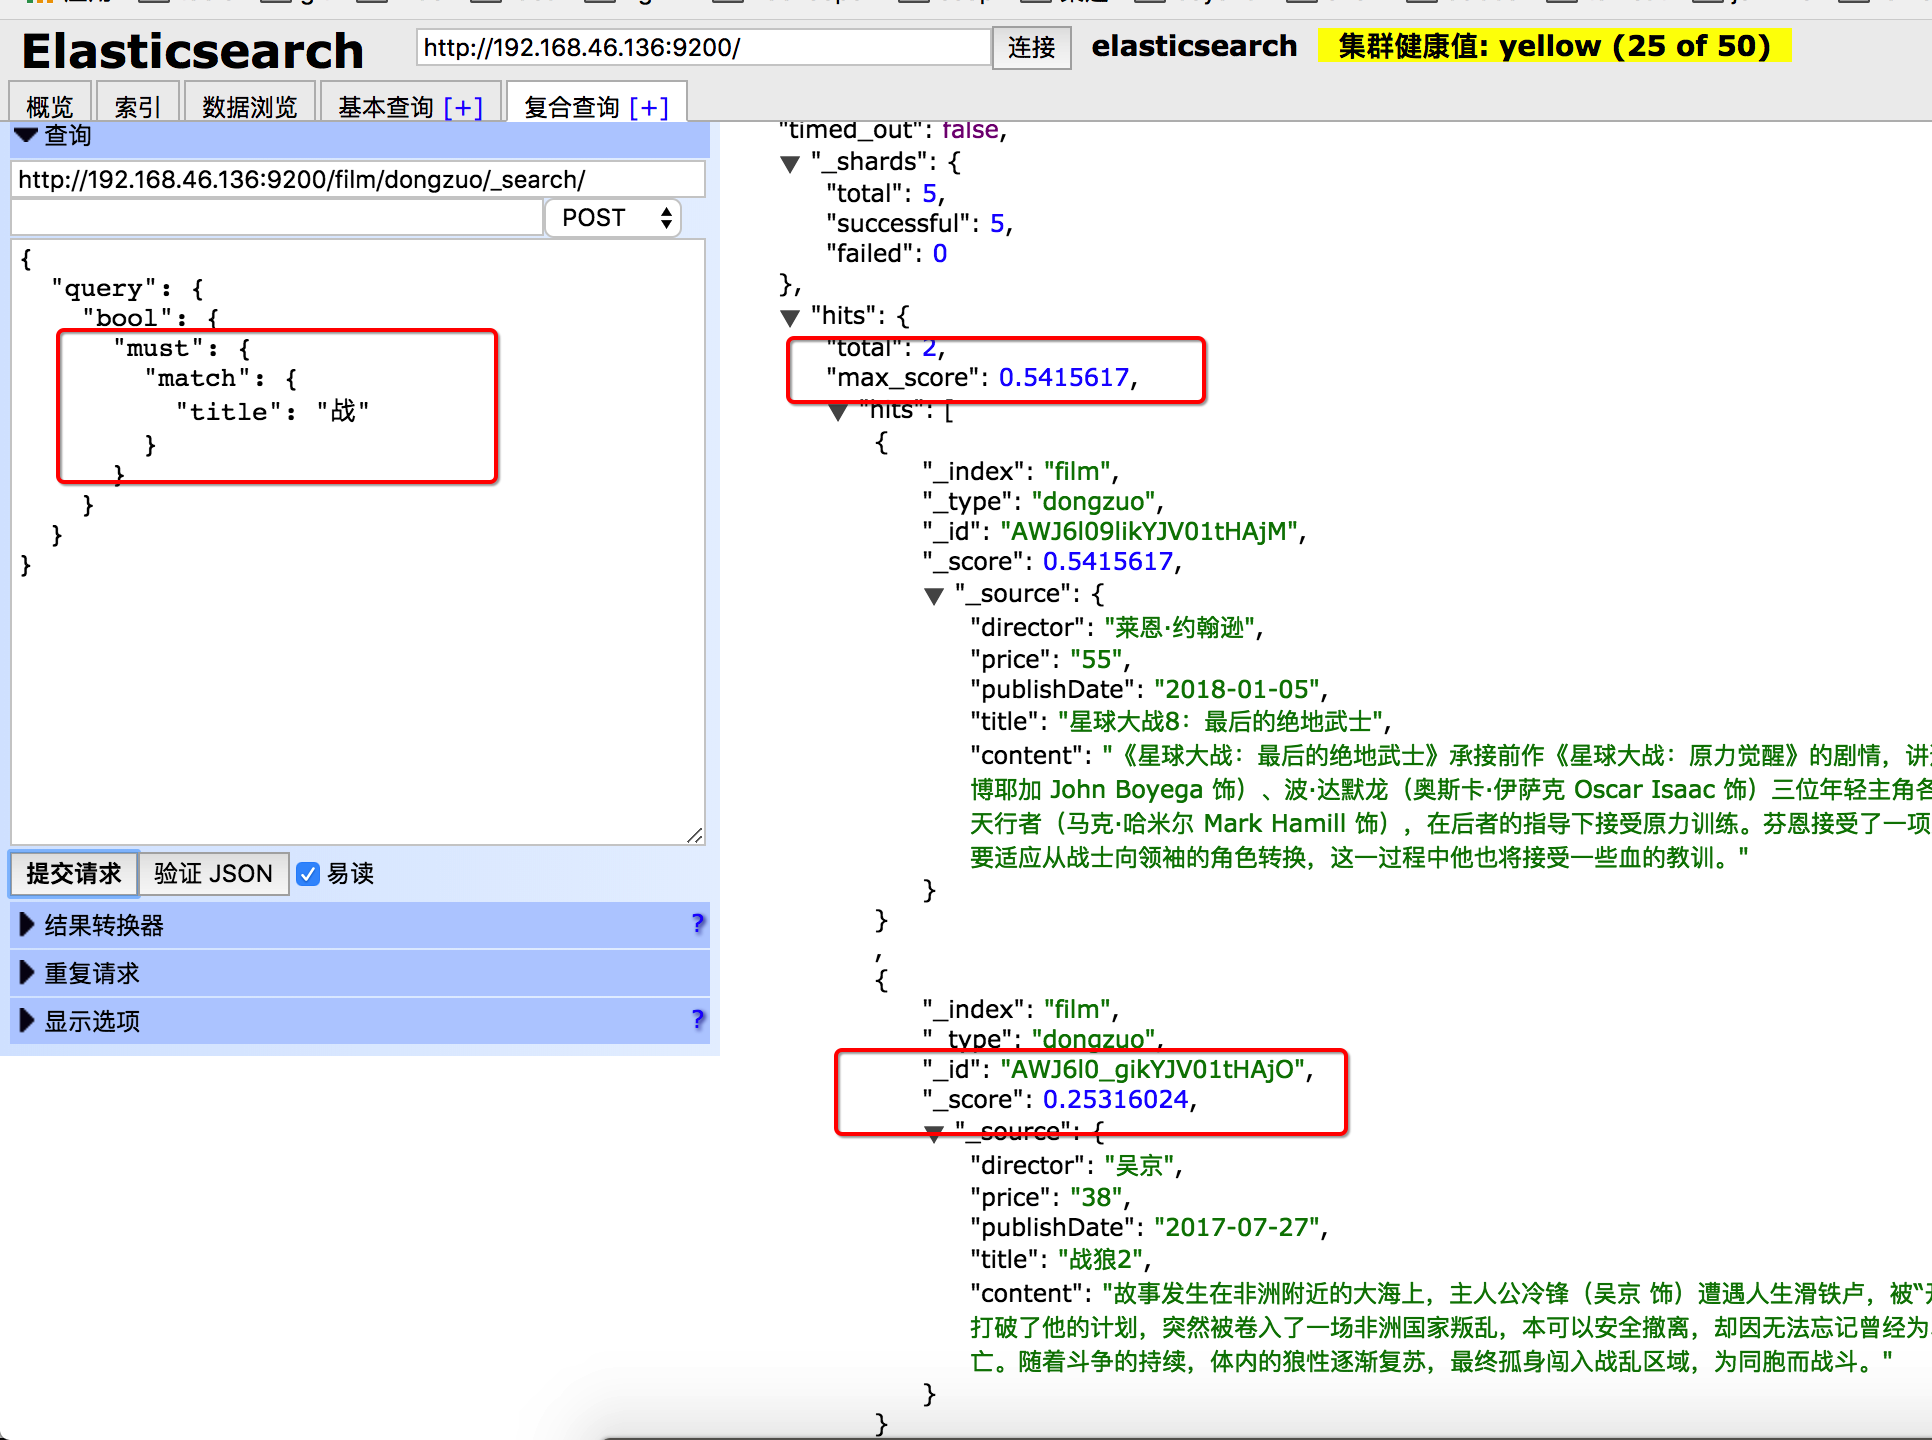 Elasticsearch
http://192.168.46.136:9200/
连接
elasticsearch
集群健康值: yellow (25 of 50)
概览
索引
数据浏览
基本查询 [+]
复合查询 [+]
查询
http://192.168.46.136:9200/film/dongzuo/_search/
POST
{
"query": {
"bool": {
"must": {
"match": {
"title": "战"
}
}
}
}
}
提交请求
验证 JSON
易读
结果转换器
?
重复请求
显示选项
?
"timed_out": false,
"_shards": {
"total": 5,
"successful": 5,
"failed": 0
},
"hits": {
"total": 2,
"max_score": 0.5415617,
"hits": [
{
"_index": "film",
"_type": "dongzuo",
"_id": "AWJ6l09likYJV01tHAjM",
"_score": 0.5415617,
"_source": {
"director": "莱恩·约翰逊",
"price": "55",
"publishDate": "2018-01-05",
"title": "星球大战8：最后的绝地武士",
"content": "《星球大战：最后的绝地武士》承接前作《星球大战：原力觉醒》的剧情，讲
博耶加 John Boyega 饰）、波·达默龙（奥斯卡·伊萨克 Oscar Isaac 饰）三位年轻主角各
天行者（马克·哈米尔 Mark Hamill 饰），在后者的指导下接受原力训练。芬恩接受了一项
要适应从战士向领袖的角色转换，这一过程中他也将接受一些血的教训。"
}
}
,
{
"_index": "film",
"_type": "dongzuo",
"_id": "AWJ6l0_gikYJV01tHAjO",
"_score": 0.25316024,
"_source": {
"director": "吴京",
"price": "38",
"publishDate": "2017-07-27",
"title": "战狼2",
"content": "故事发生在非洲附近的大海上，主人公冷锋（吴京 饰）遭遇人生滑铁卢，被“
打破了他的计划，突然被卷入了一场非洲国家叛乱，本可以安全撤离，却因无法忘记曾经为
亡。随着斗争的持续，体内的狼性逐渐复苏，最终孤身闯入战乱区域，为同胞而战斗。"
}
}